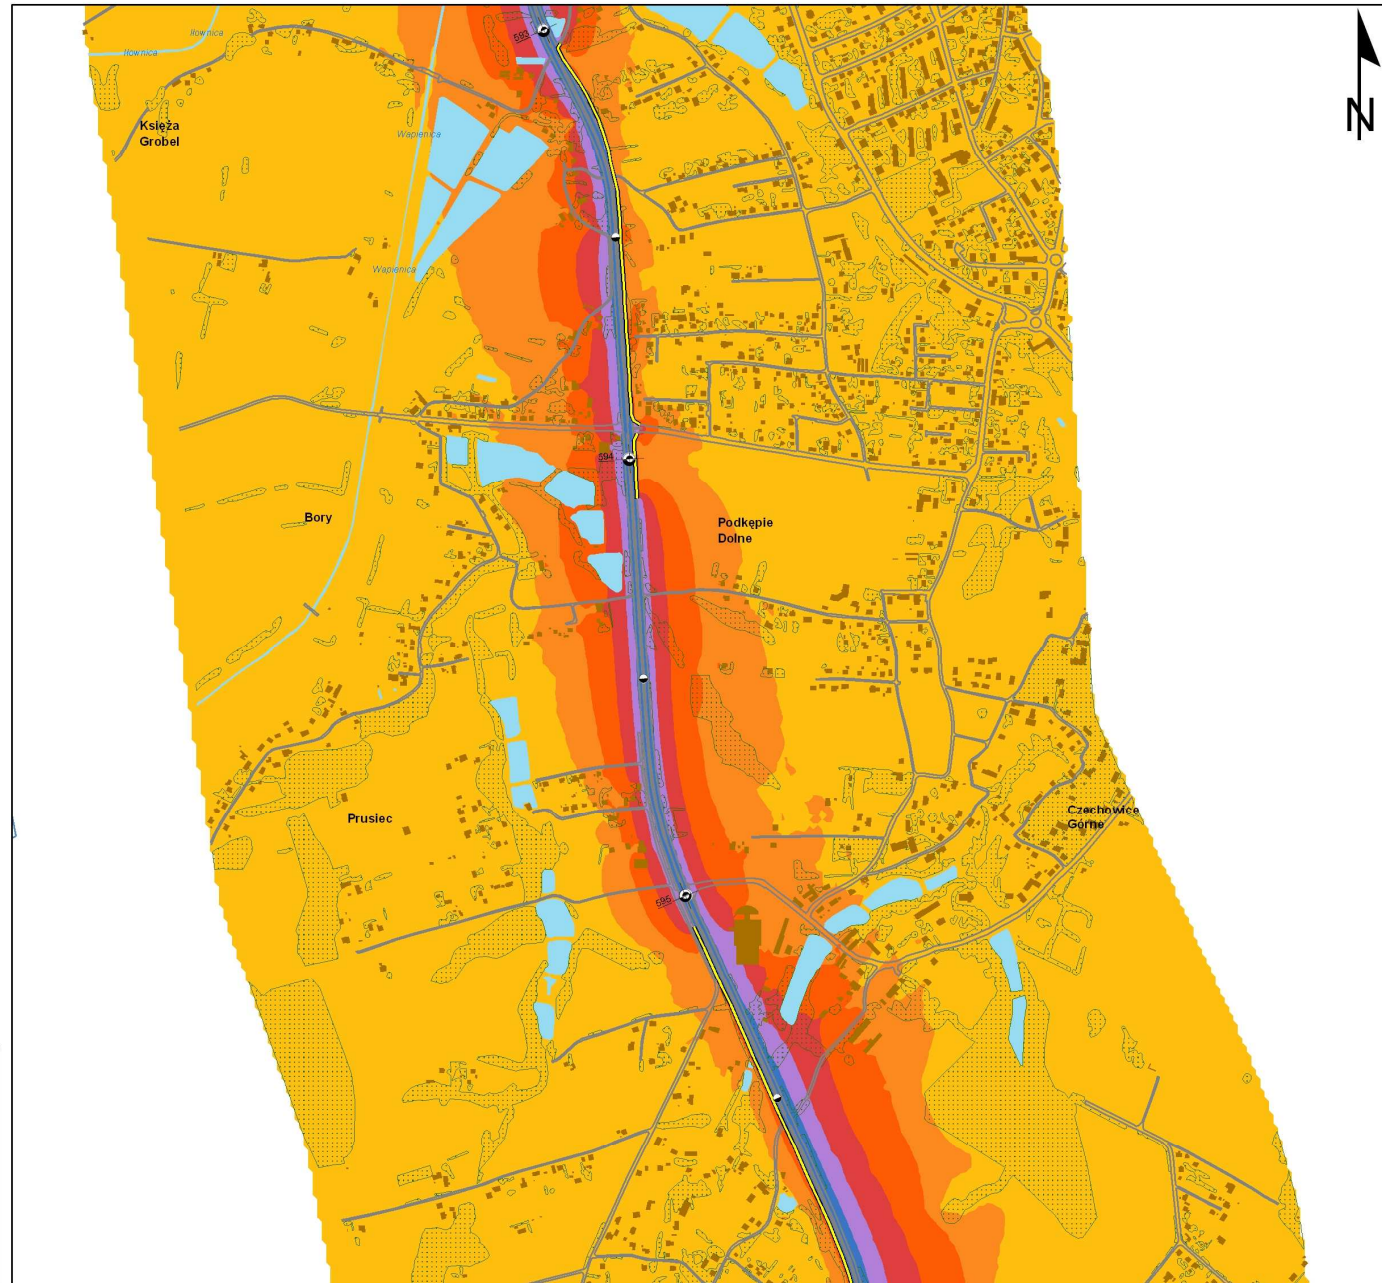 Iłownica
Iłownica
593
N
Księża
Grobel
Wapienica
Wapienica
594
Bory
Podkępie
Dolne
Prusiec
Czechowice
Górne
595